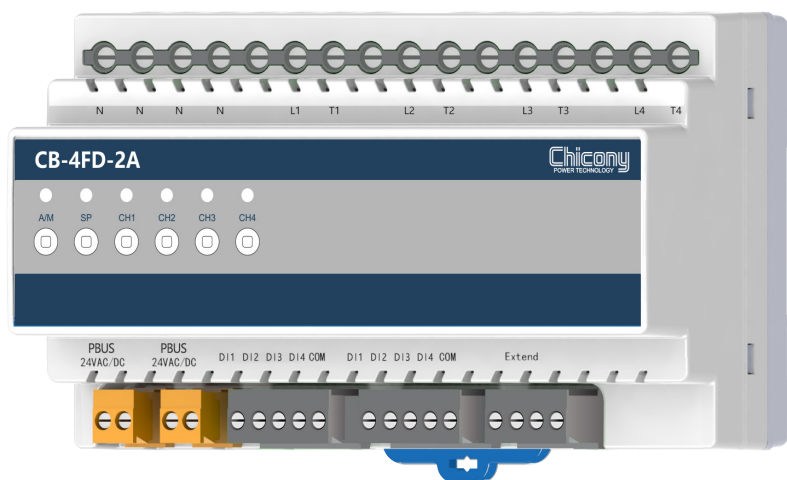 N N N N L1 T1 L2 T2 L3 T3 L4 T4
CB-4FD-2A
Chicony
POWER TECHNOLOGY
A/M SP CH1 CH2 CH3 CH4
PBUS PBUS
24VAC/DC 24VAC/DC DI1 DI2 DI3 DI4 COM DI1 DI2 DI3 DI4 COM Extend